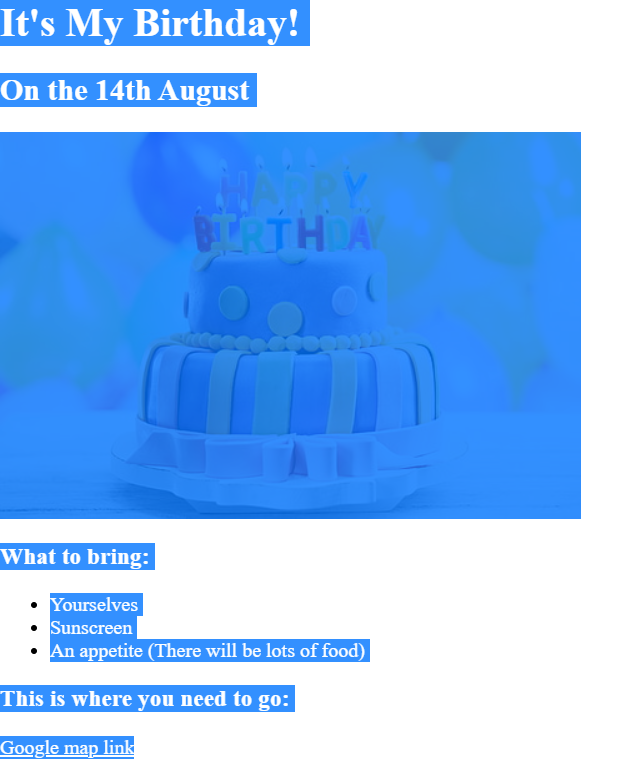 It's My Birthday!
On the 14th August
HAPPY
BIRTHDAY
What to bring:
Yourselves
Sunscreen
An appetite (There will be lots of food)
This is where you need to go:
Google map link